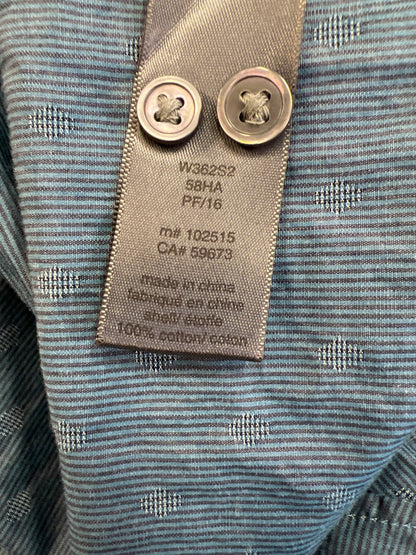 W362S2
58HA
PF/16
m# 102515
CA# 59673
made in china
fabriqué en chine
shell/ étoffe
100% cotton/ coton